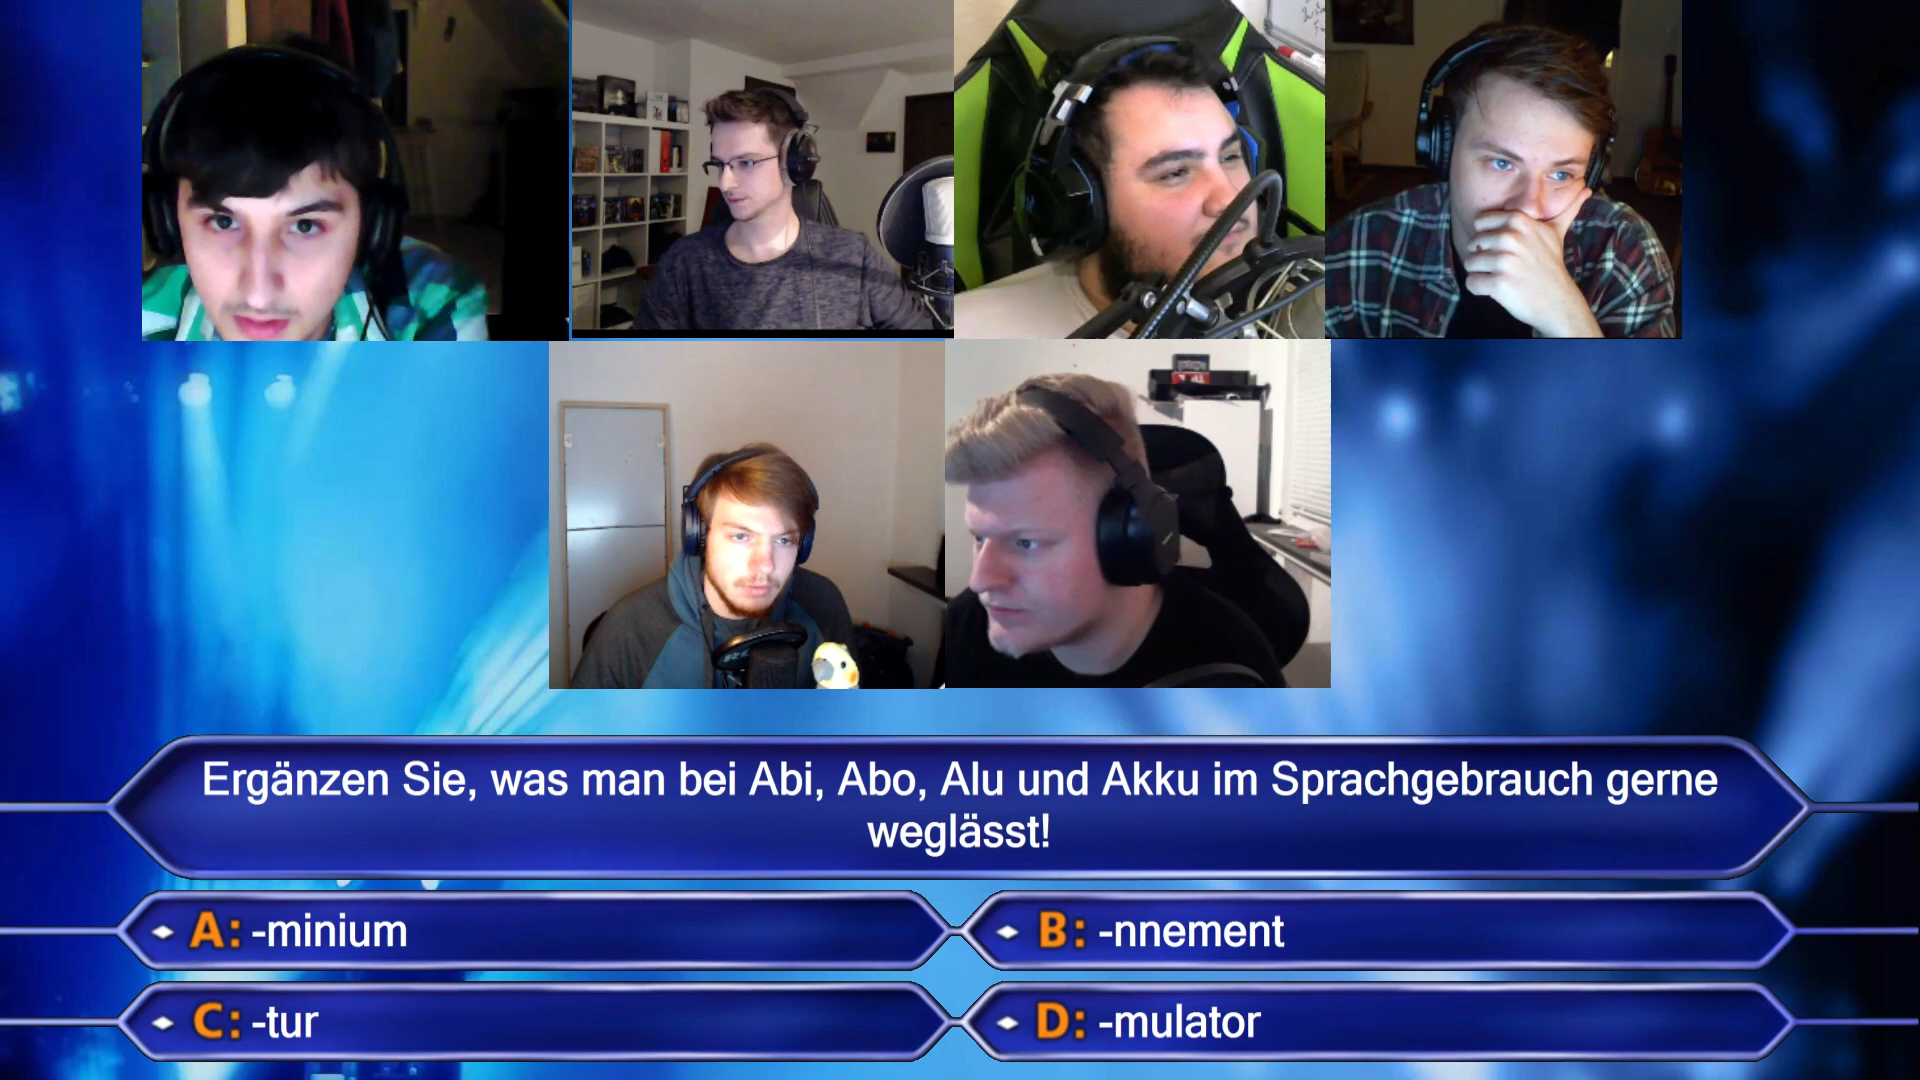 Ergänzen Sie, was man bei Abi, Abo, Alu und Akku im Sprachgebrauch gerne
weglässt!
A: -minium
B: -nnement
C: -tur
D: -mulator